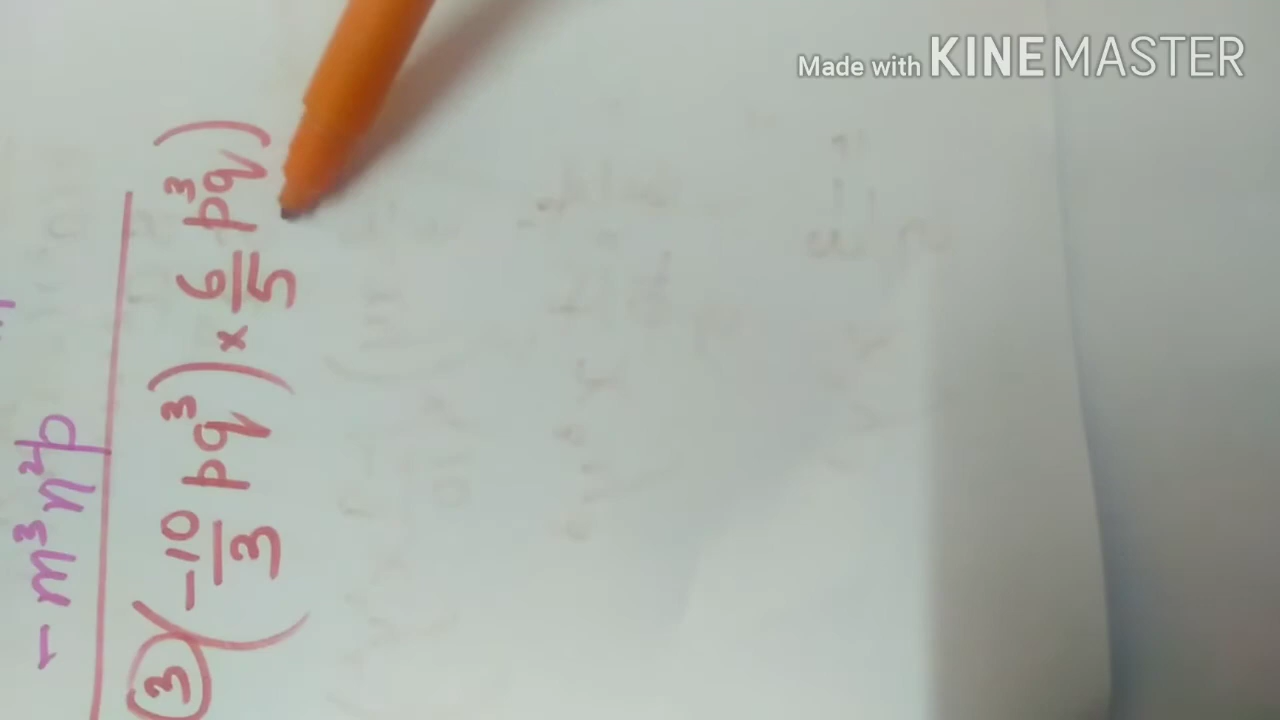 Made with KINEMASTER
- m³n²p
③ (-10/3 pq³) × 6/5 p³q)